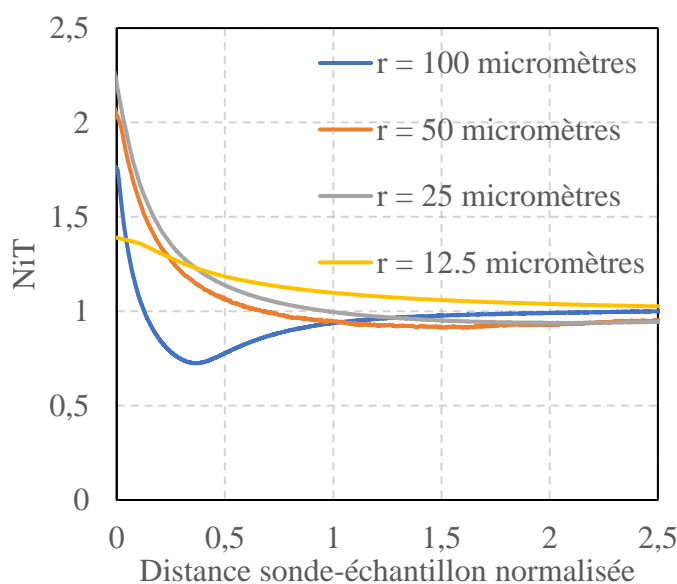 2,5
r = 100 micromètres
2
r = 50 micromètres
r = 25 micromètres
1,5
r = 12.5 micromètres
NiT
1
0,5
0
0 0,5 1 1,5 2 2,5
Distance sonde-échantillon normalisée